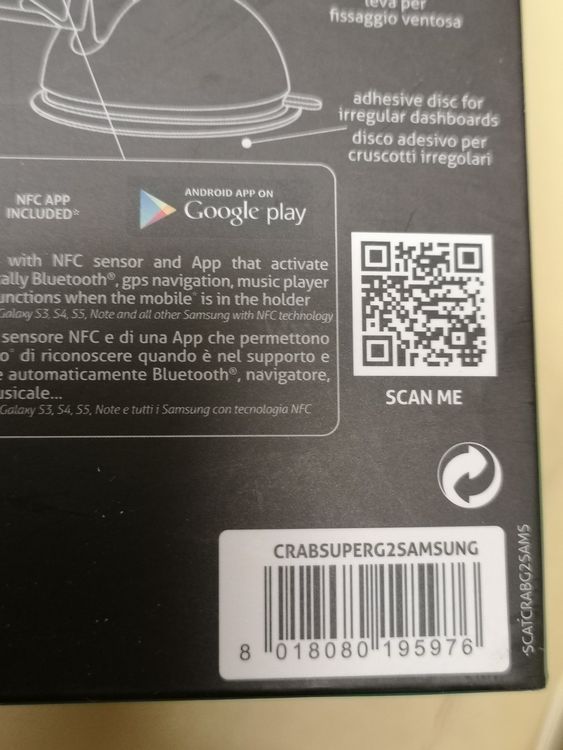 leva per
fissaggio ventosa
adhesive disc for
irregular dashboards
disco adesivo per
cruscotti irregolari
NFC APP
INCLUDED*
ANDROID APP ON
Google play
with NFC sensor and App that activate
Bluetooth®, gps navigation, music player
when the mobile° is in the holder
Galaxy S3, S4, S5, Note and all other Samsung with NFC technology
sensore NFC e di una App che permettono
di riconoscere quando è nel supporto e
automaticamente Bluetooth®, navigatore,
Galaxy S3, S4, S5, Note e tutti i Samsung con tecnologia NFC
SCAN ME
CRABSUPERG2SAMSUNG
8 018080 195976
SCATCRABG2SAMS